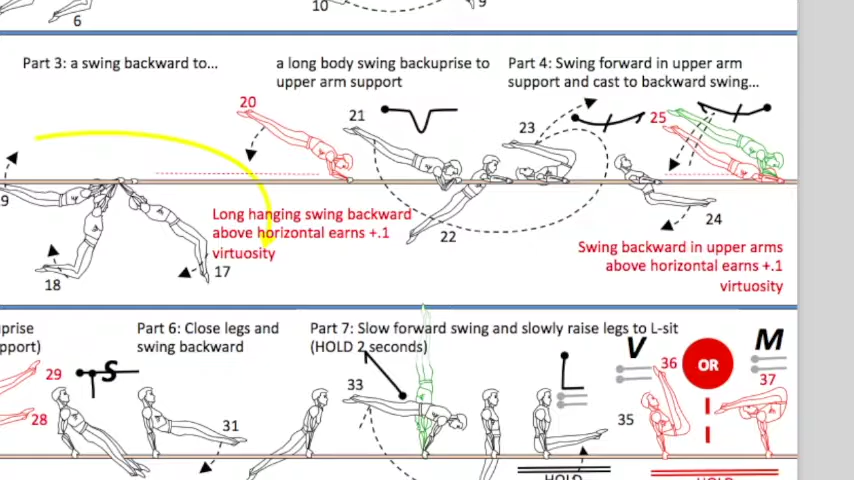 6
10
9
Part 3: a swing backward to...
a long body swing backuprise to
upper arm support
Part 4: Swing forward in upper arm
support and cast to backward swing...
20
21
23
25
9
Long hanging swing backward
above horizontal earns +.1
virtuosity
17
18
22
24
Swing backward in upper arms
above horizontal earns +.1
virtuosity
prise
pport)
Part 6: Close legs and
swing backward
Part 7: Slow forward swing and slowly raise legs to L-sit
(HOLD 2 seconds)
29
28
S
31
33
35
V
36
OR
M
37
HOLD
HOLD